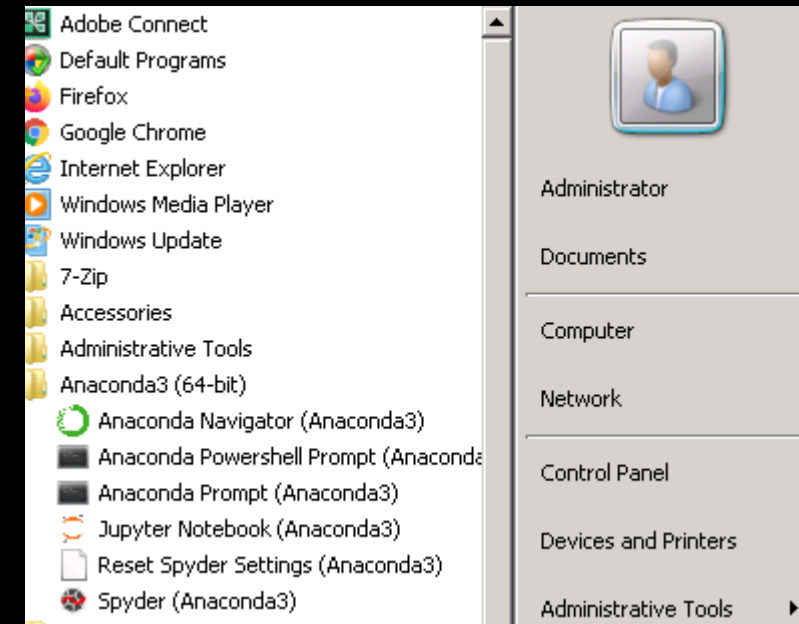 Adobe Connect
Default Programs
Firefox
Google Chrome
Internet Explorer
Windows Media Player
Windows Update
7-Zip
Accessories
Administrative Tools
Anaconda3 (64-bit)
Anaconda Navigator (Anaconda3)
Anaconda Powershell Prompt (Anaconda
Anaconda Prompt (Anaconda3)
Jupyter Notebook (Anaconda3)
Reset Spyder Settings (Anaconda3)
Spyder (Anaconda3)
Administrator
Documents
Computer
Network
Control Panel
Devices and Printers
Administrative Tools